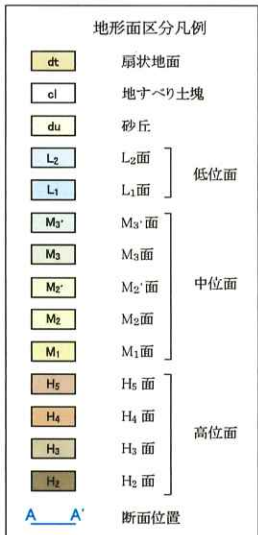 地形面区分凡例
dt 扇状地面
cl 地すべり土塊
du 砂丘
L₂ L₂面
低位面
L₁ L₁面
M₃' M₃'面
M₃ M₃面
M₂' M₂'面
中位面
M₂ M₂面
M₁ M₁面
H₅ H₅面
H₄ H₄面
高位面
H₃ H₃面
H₂ H₂面
A A' 断面位置